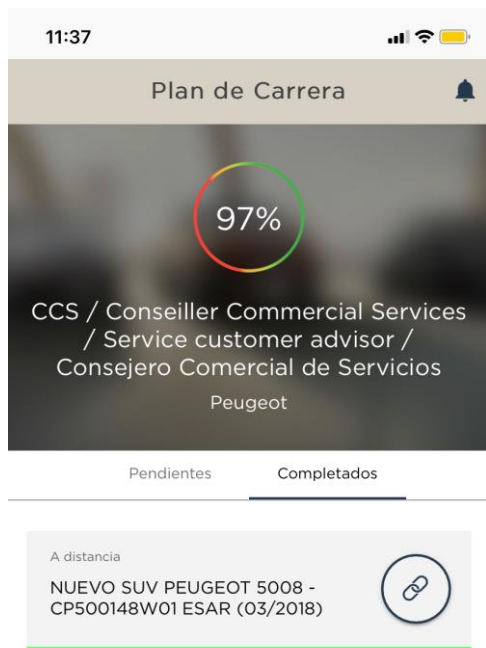 11:37
Plan de Carrera
97%
CCS / Conseiller Commercial Services
/ Service customer advisor /
Consejero Comercial de Servicios
Peugeot
Pendientes Completados
A distancia
NUEVO SUV PEUGEOT 5008 -
CP500148W01 ESAR (03/2018)